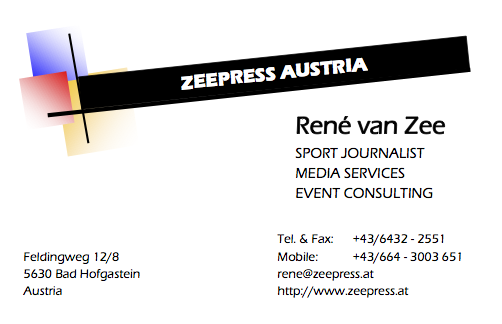 ZEEPRESS AUSTRIA
René van Zee
SPORT JOURNALIST
MEDIA SERVICES
EVENT CONSULTING
Tel. & Fax: +43/6432 - 2551
Mobile: +43/664 - 3003 651
rene@zeepress.at
http://www.zeepress.at
Feldingweg 12/8
5630 Bad Hofgastein
Austria